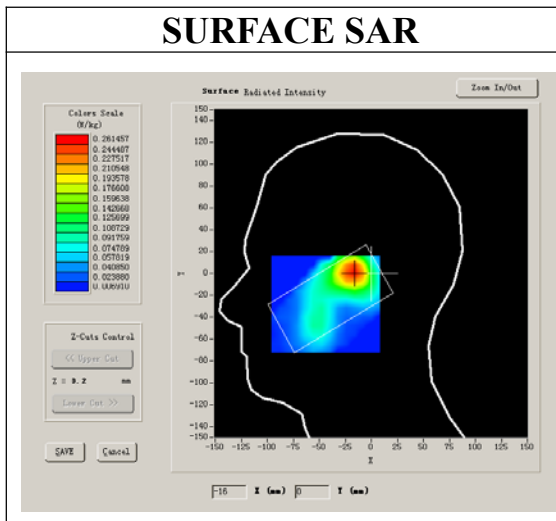 SURFACE SAR
Surface Radiated Intensity
Zoom In/Out
Colors Scale
(W/kg)
0.261457
0.244487
0.227517
0.210548
0.193578
0.176608
0.159638
0.142668
0.125699
0.108729
0.091759
0.074789
0.057819
0.040850
0.023880
0.006910
150
140
120
100
80
60
40
20
0
-20
-40
-60
-80
-100
-120
-140
-150
Y
-150 -125 -100 -75 -50 -25 0 25 50 75 100 125 150
X
Z-Cuts Control
<< Upper Cut
Z = 3.2 mm
Lower Cut >>
SAVE Cancel
-16 X (mm) 0 Y (mm)